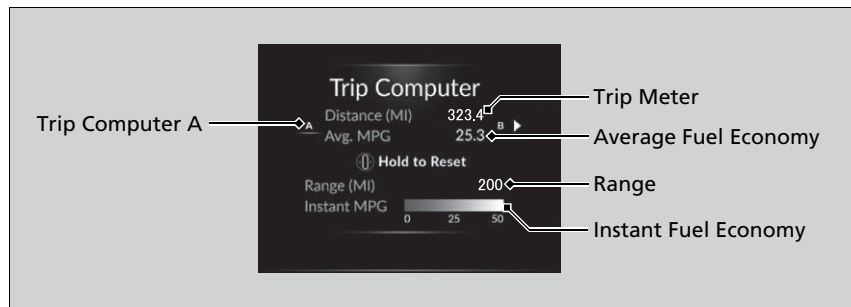 Trip Computer
Trip Computer A
A
Distance (MI) 323.4
Trip Meter
Avg. MPG 25.3
B
Average Fuel Economy
Hold to Reset
Range (MI) 200
Range
Instant MPG
0 25 50
Instant Fuel Economy